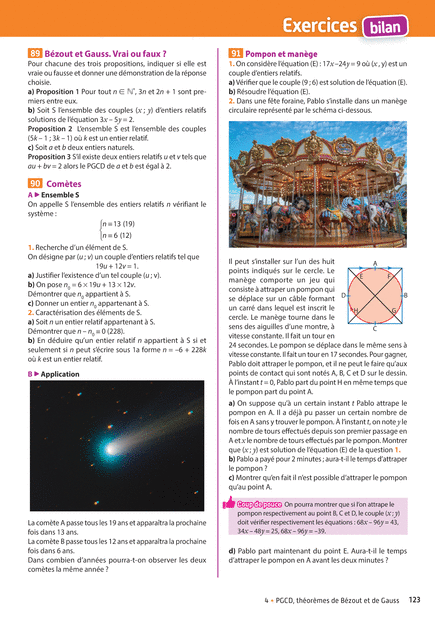 Exercices bilan
89 Bézout et Gauss. Vrai ou faux ?
Pour chacune des trois propositions, indiquer si elle est
vraie ou fausse et donner une démonstration de la réponse
choisie.
a) Proposition 1 Pour tout n ∈ ℕ*, 3n et 2n + 1 sont pre-
miers entre eux.
b) Soit S l'ensemble des couples (x ; y) d'entiers relatifs
solutions de l'équation 3x – 5y = 2.
Proposition 2 L'ensemble S est l'ensemble des couples
(5k – 1 ; 3k – 1) où k est un entier relatif.
c) Soit a et b deux entiers naturels.
Proposition 3 S'il existe deux entiers relatifs u et v tels que
au + bv = 2 alors le PGCD de a et b est égal à 2.
90 Comètes
A ▶ Ensemble S
On appelle S l'ensemble des entiers relatifs n vérifiant le
système :
n ≡ 13 (19)
n ≡ 6 (12)
1. Recherche d'un élément de S.
On désigne par (u ; v) un couple d'entiers relatifs tel que
19u + 12v = 1.
a) Justifier l'existence d'un tel couple (u ; v).
b) On pose n₀ = 6 × 19u + 13 × 12v.
Démontrer que n₀ appartient à S.
c) Donner un entier n₀ appartenant à S.
2. Caractérisation des éléments de S.
a) Soit n un entier relatif appartenant à S.
Démontrer que n – n₀ ≡ 0 (228).
b) En déduire qu'un entier relatif n appartient à S si et
seulement si n peut s'écrire sous la forme n = –6 + 228k
où k est un entier relatif.
B ▶ Application
La comète A passe tous les 19 ans et apparaîtra la prochaine
fois dans 13 ans.
La comète B passe tous les 12 ans et apparaîtra la prochaine
fois dans 6 ans.
Dans combien d'années pourra-t-on observer les deux
comètes la même année ?
91 Pompon et manège
1. On considère l'équation (E) : 17x – 24y = 9 où (x, y) est un
couple d'entiers relatifs.
a) Vérifier que le couple (9 ; 6) est solution de l'équation (E).
b) Résoudre l'équation (E).
2. Dans une fête foraine, Pablo s'installe dans un manège
circulaire représenté par le schéma ci-dessous.
Il peut s'installer sur l'un des huit
points indiqués sur le cercle. Le
manège comporte un jeu qui
consiste à attraper un pompon qui
se déplace sur un câble formant
un carré dans lequel est inscrit le
cercle. Le manège tourne dans le
sens des aiguilles d'une montre, à
vitesse constante. Il fait un tour en
A
E
F
D
B
H
G
C
24 secondes. Le pompon se déplace dans le même sens à
vitesse constante. Il fait un tour en 17 secondes. Pour gagner,
Pablo doit attraper le pompon, et il ne peut le faire qu'aux
points de contact qui sont notés A, B, C et D sur le dessin.
À l'instant t = 0, Pablo part du point H en même temps que
le pompon part du point A.
a) On suppose qu'à un certain instant t Pablo attrape le
pompon en A. Il a déjà pu passer un certain nombre de
fois en A sans y trouver le pompon. À l'instant t, on note y le
nombre de tours effectués depuis son premier passage en
A et x le nombre de tours effectués par le pompon. Montrer
que (x ; y) est solution de l'équation (E) de la question 1.
b) Pablo a payé pour 2 minutes ; aura-t-il le temps d'attraper
le pompon ?
c) Montrer qu'en fait il n'est possible d'attraper le pompon
qu'au point A.
Coup de pouce On pourra montrer que si l'on attrape le
pompon respectivement au point B, C et D, le couple (x ; y)
doit vérifier respectivement les équations : 68x – 96y = 43,
34x – 48y = 25, 68x – 96y = –39.
d) Pablo part maintenant du point E. Aura-t-il le temps
d'attraper le pompon en A avant les deux minutes ?
4 • PGCD, théorèmes de Bézout et de Gauss 123